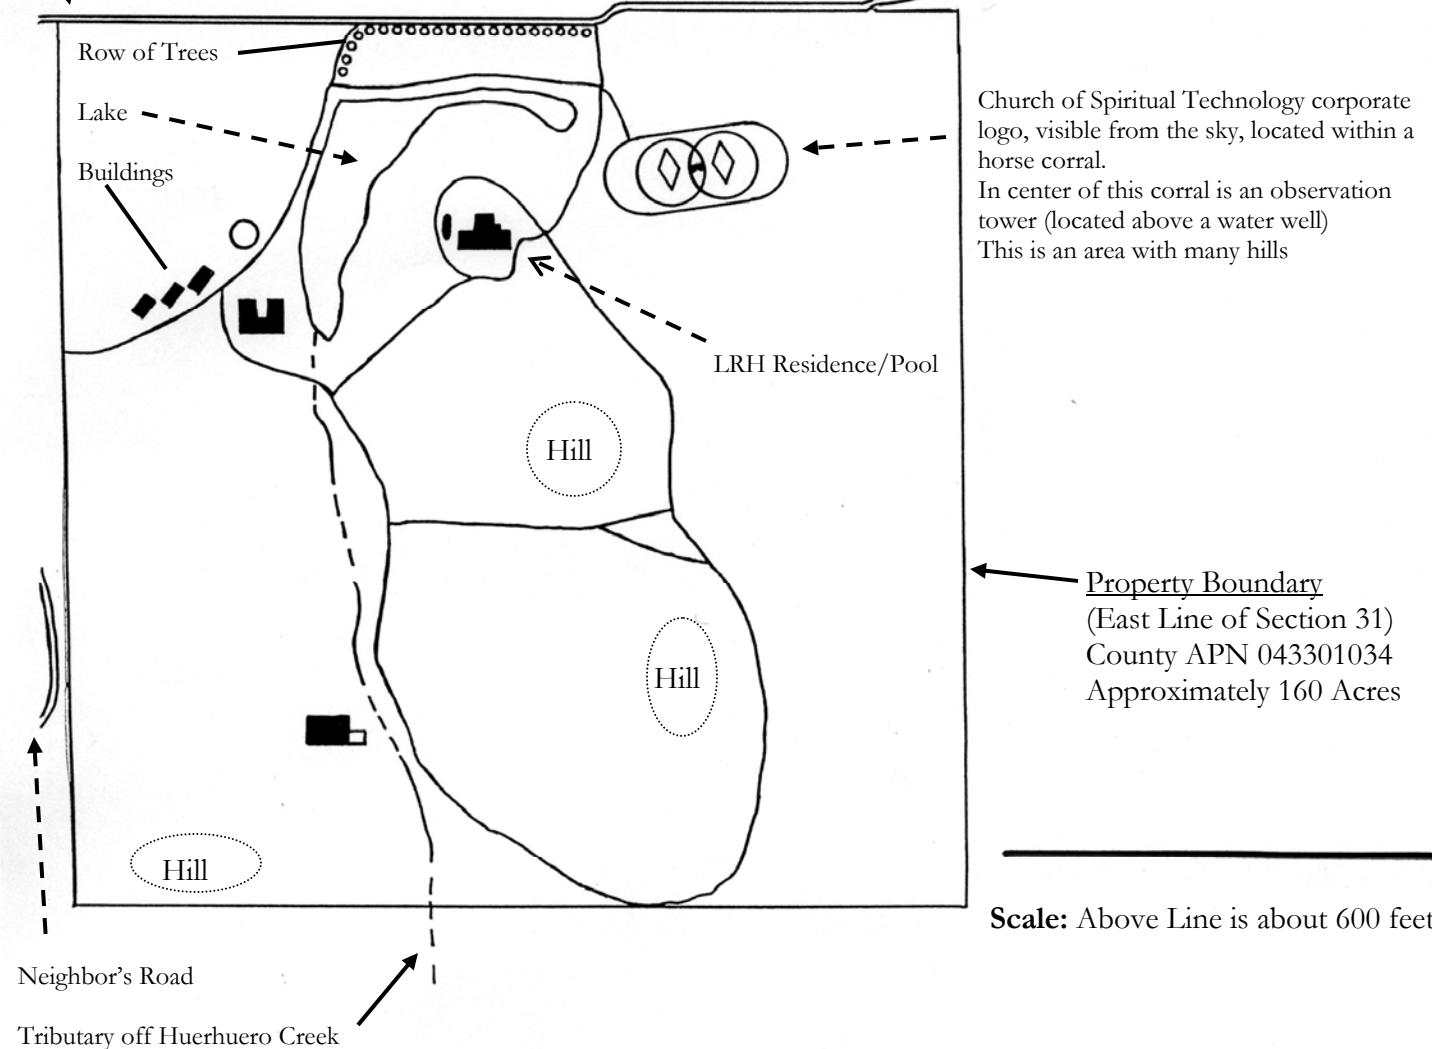 Row of Trees
Lake
Buildings
Church of Spiritual Technology corporate
logo, visible from the sky, located within a
horse corral.
In center of this corral is an observation
tower (located above a water well)
This is an area with many hills
LRH Residence/Pool
Hill
Property Boundary
(East Line of Section 31)
County APN 043301034
Approximately 160 Acres
Hill
Hill
Scale: Above Line is about 600 feet
Neighbor’s Road
Tributary off Huerhuero Creek